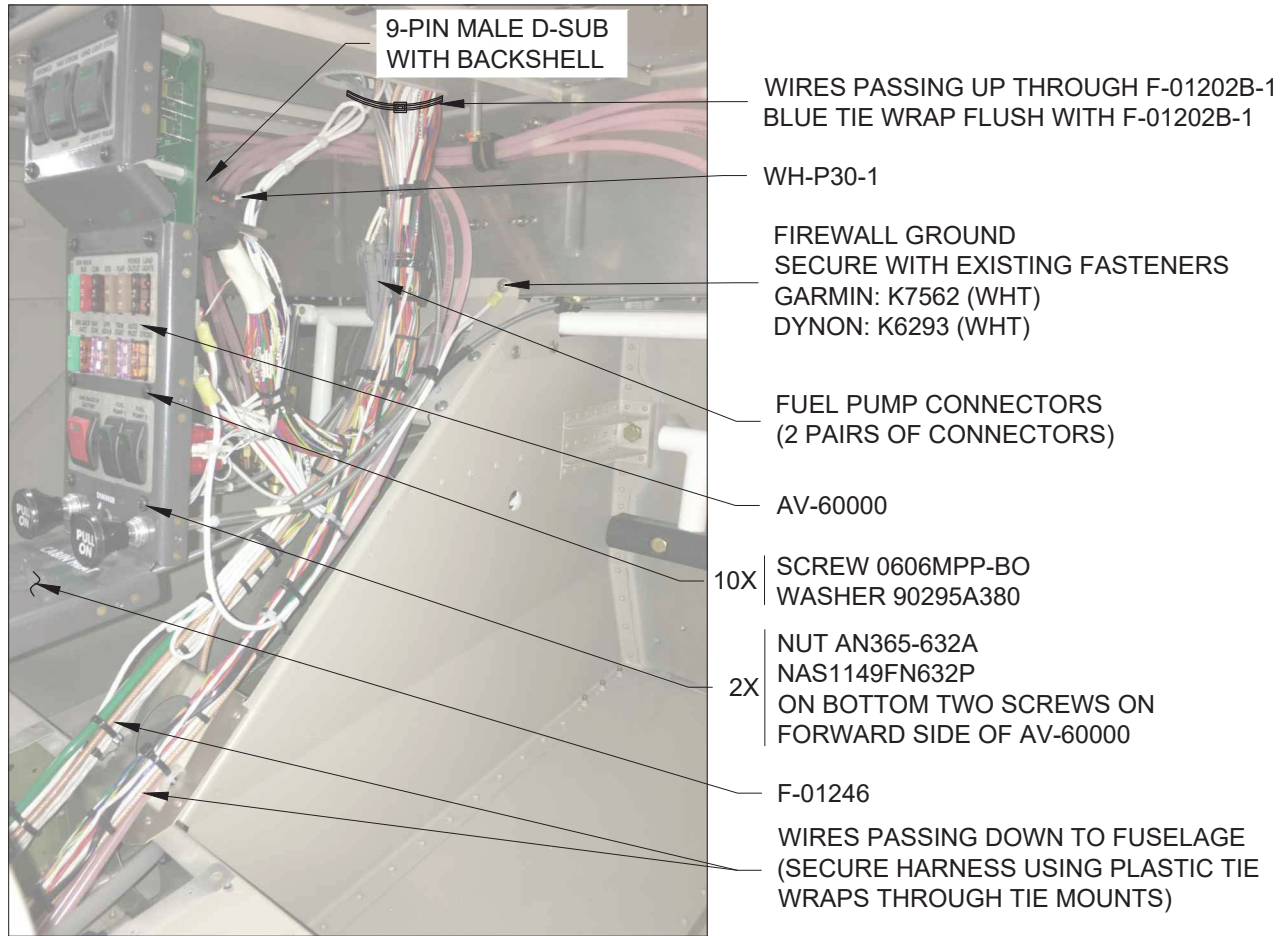 9-PIN MALE D-SUB
WITH BACKSHELL
WIRES PASSING UP THROUGH F-01202B-1
BLUE TIE WRAP FLUSH WITH F-01202B-1
WH-P30-1
FIREWALL GROUND
SECURE WITH EXISTING FASTENERS
GARMIN: K7562 (WHT)
DYNON: K6293 (WHT)
FUEL PUMP CONNECTORS
(2 PAIRS OF CONNECTORS)
AV-60000
10X
SCREW 0606MPP-BO
WASHER 90295A380
2X
NUT AN365-632A
NAS1149FN632P
ON BOTTOM TWO SCREWS ON
FORWARD SIDE OF AV-60000
F-01246
WIRES PASSING DOWN TO FUSELAGE
(SECURE HARNESS USING PLASTIC TIE
WRAPS THROUGH TIE MOUNTS)
DIMMER
PULL
ON
PULL
ON
CABIN HEAT